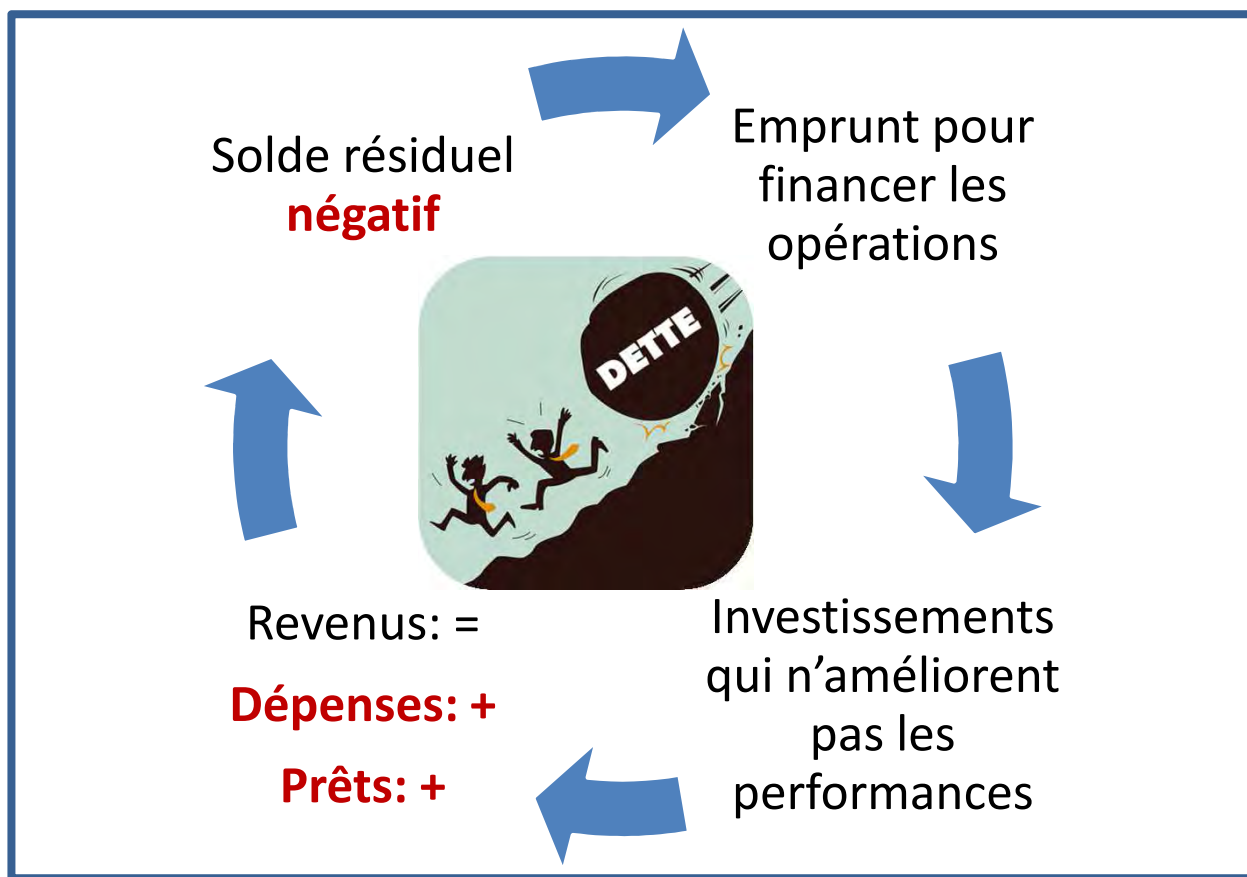 Solde résiduel
négatif
Emprunt pour
financer les
opérations
DETTE
Investissements
qui n’améliorent
pas les
performances
Revenus: =
Dépenses: +
Prêts: +